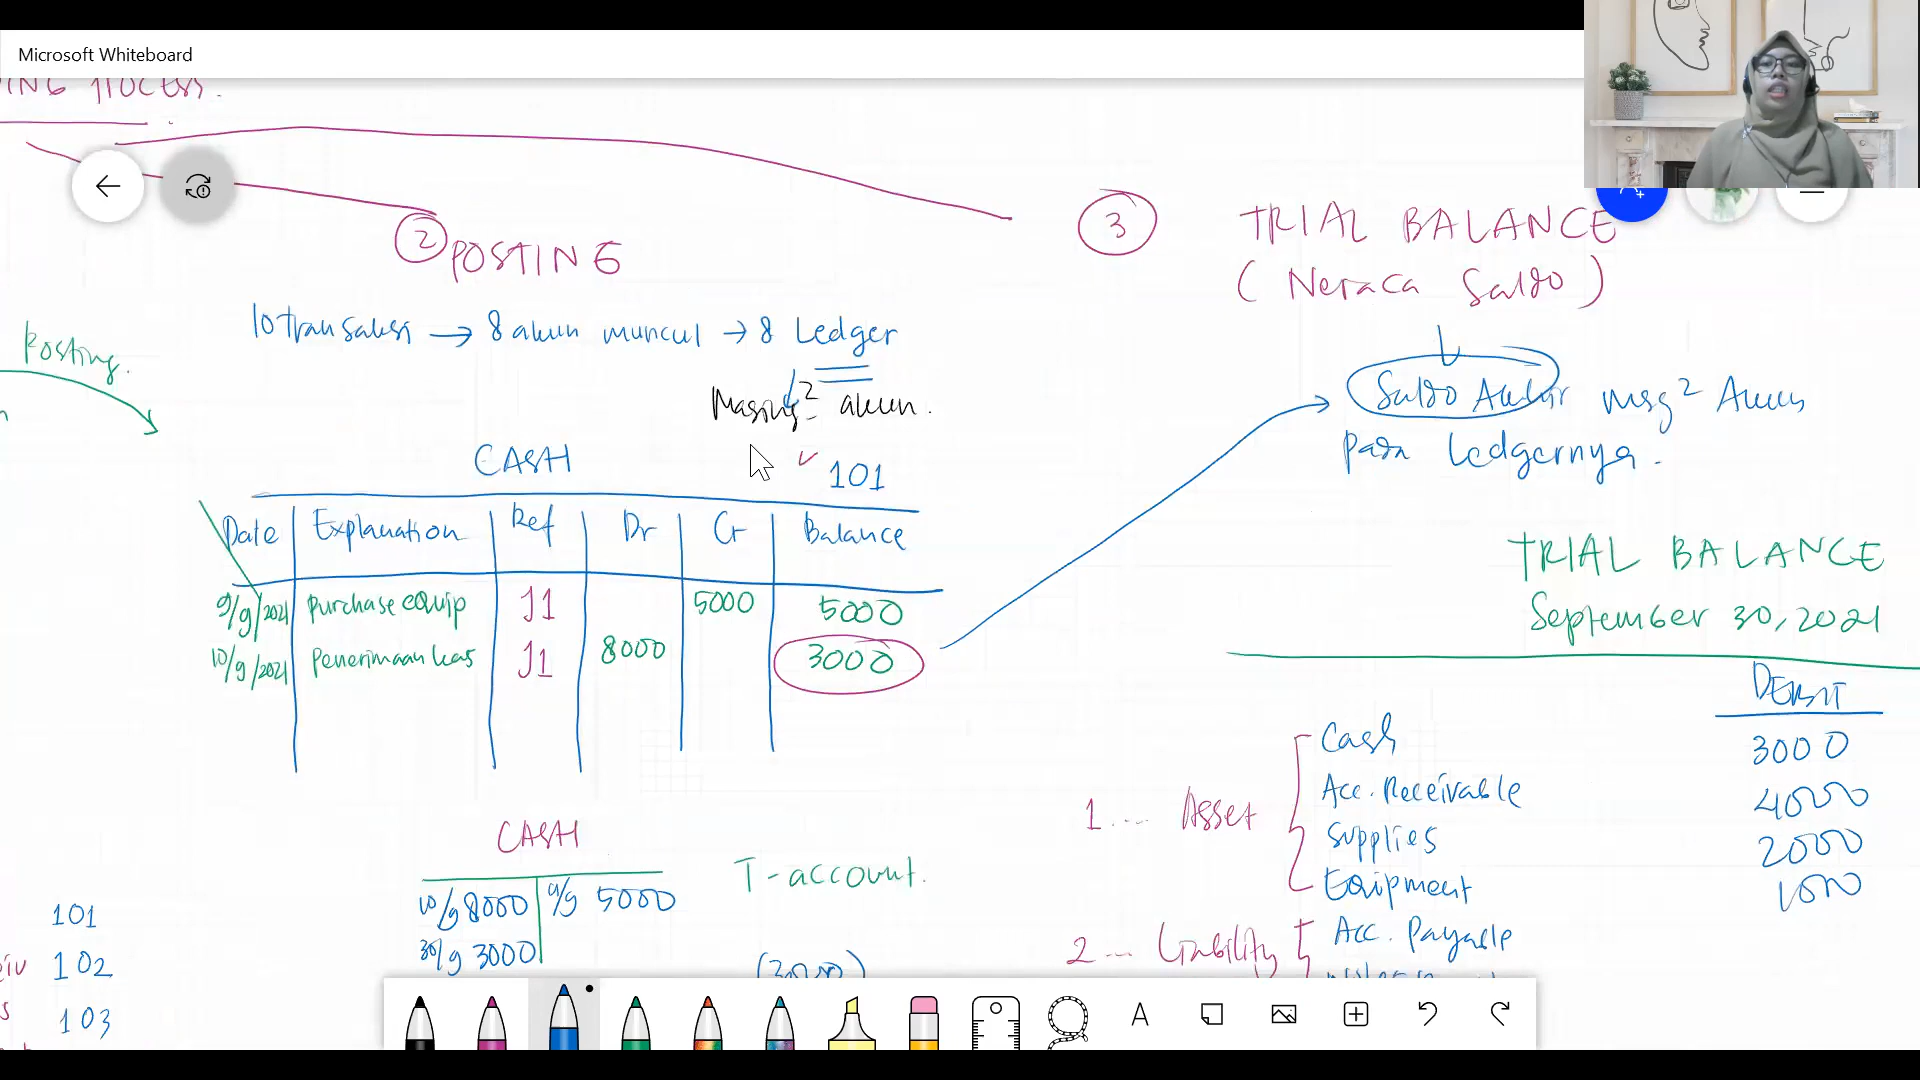 Microsoft Whiteboard
ING Process.
2 POSTING
10 transaksi → 8 akun muncul → 8 Ledger
Masing² akun.
Posting.
CASH
101
Date Explanation Ref Dr Cr Balance
9/9/2021 purchase equip J1 5000 5000
10/9/2021 penerimaan kas J1 8000 3000
CASH
T-account.
10/9 8000 9/9 5000
30/9 3000
101
102
103
3 TRIAL BALANCE
(Neraca Saldo)
Saldo Akhir msg² Akun
pada Ledgernya.
TRIAL BALANCE
September 30, 2021
DEBIT
Cash 3000
Acc. Receivable 4000
1... Asset
Supplies 2000
Equipment 1000
2... Liability
Acc. Payable